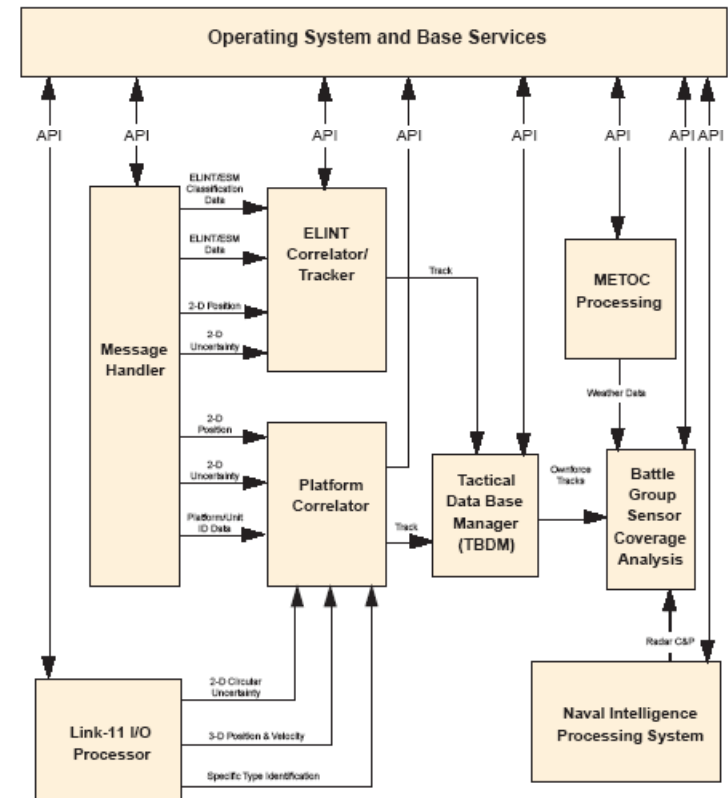 Operating System and Base Services
API
API
API
API
API
API
API
API
ELINT/ESM
Classification
Data
ELINT/ESM
Data
2-D Position
2-D
Uncertainty
Message
Handler
ELINT
Correlator/
Tracker
Track
METOC
Processing
Weather Data
2-D
Position
2-D
Uncertainty
Platform/Unit
ID Data
Platform
Correlator
Track
Tactical
Data Base
Manager
(TBDM)
Ownforce
Tracks
Battle
Group
Sensor
Coverage
Analysis
Radar C&P
Naval Intelligence
Processing System
Link-11 I/O
Processor
2-D Circular
Uncertainty
3-D Position & Velocity
Specific Type Identification